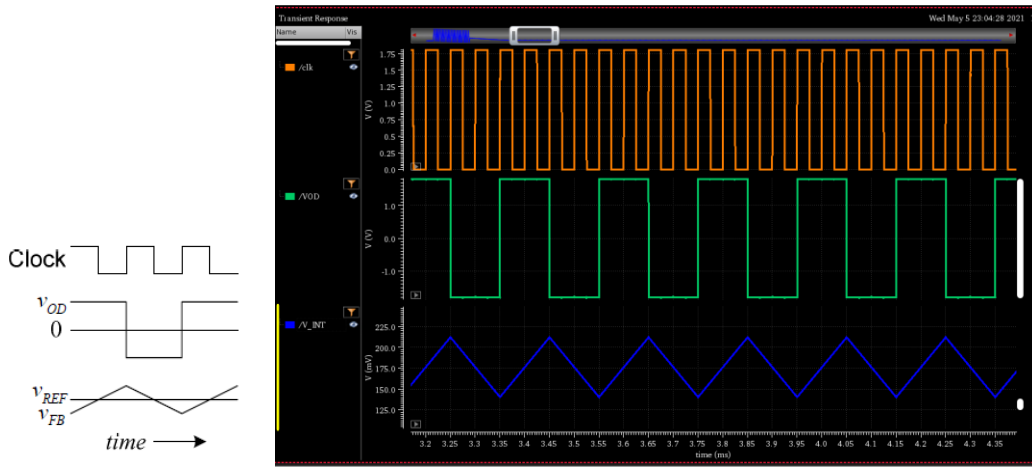 Clock
vOD
0
vREF
vFB
time
Transient Response
Wed May 5 23:04:28 2021
Name Vis
/clk
V (V)
1.75
1.5
1.25
1.0
0.75
0.5
0.25
0.0
/VOD
V (V)
1.0
0.0
-1.0
/V_INT
V (mV)
225.0
200.0
175.0
150.0
125.0
3.2 3.25 3.3 3.35 3.4 3.45 3.5 3.55 3.6 3.65 3.7 3.75 3.8 3.85 3.9 3.95 4.0 4.05 4.1 4.15 4.2 4.25 4.3 4.35
time (ms)